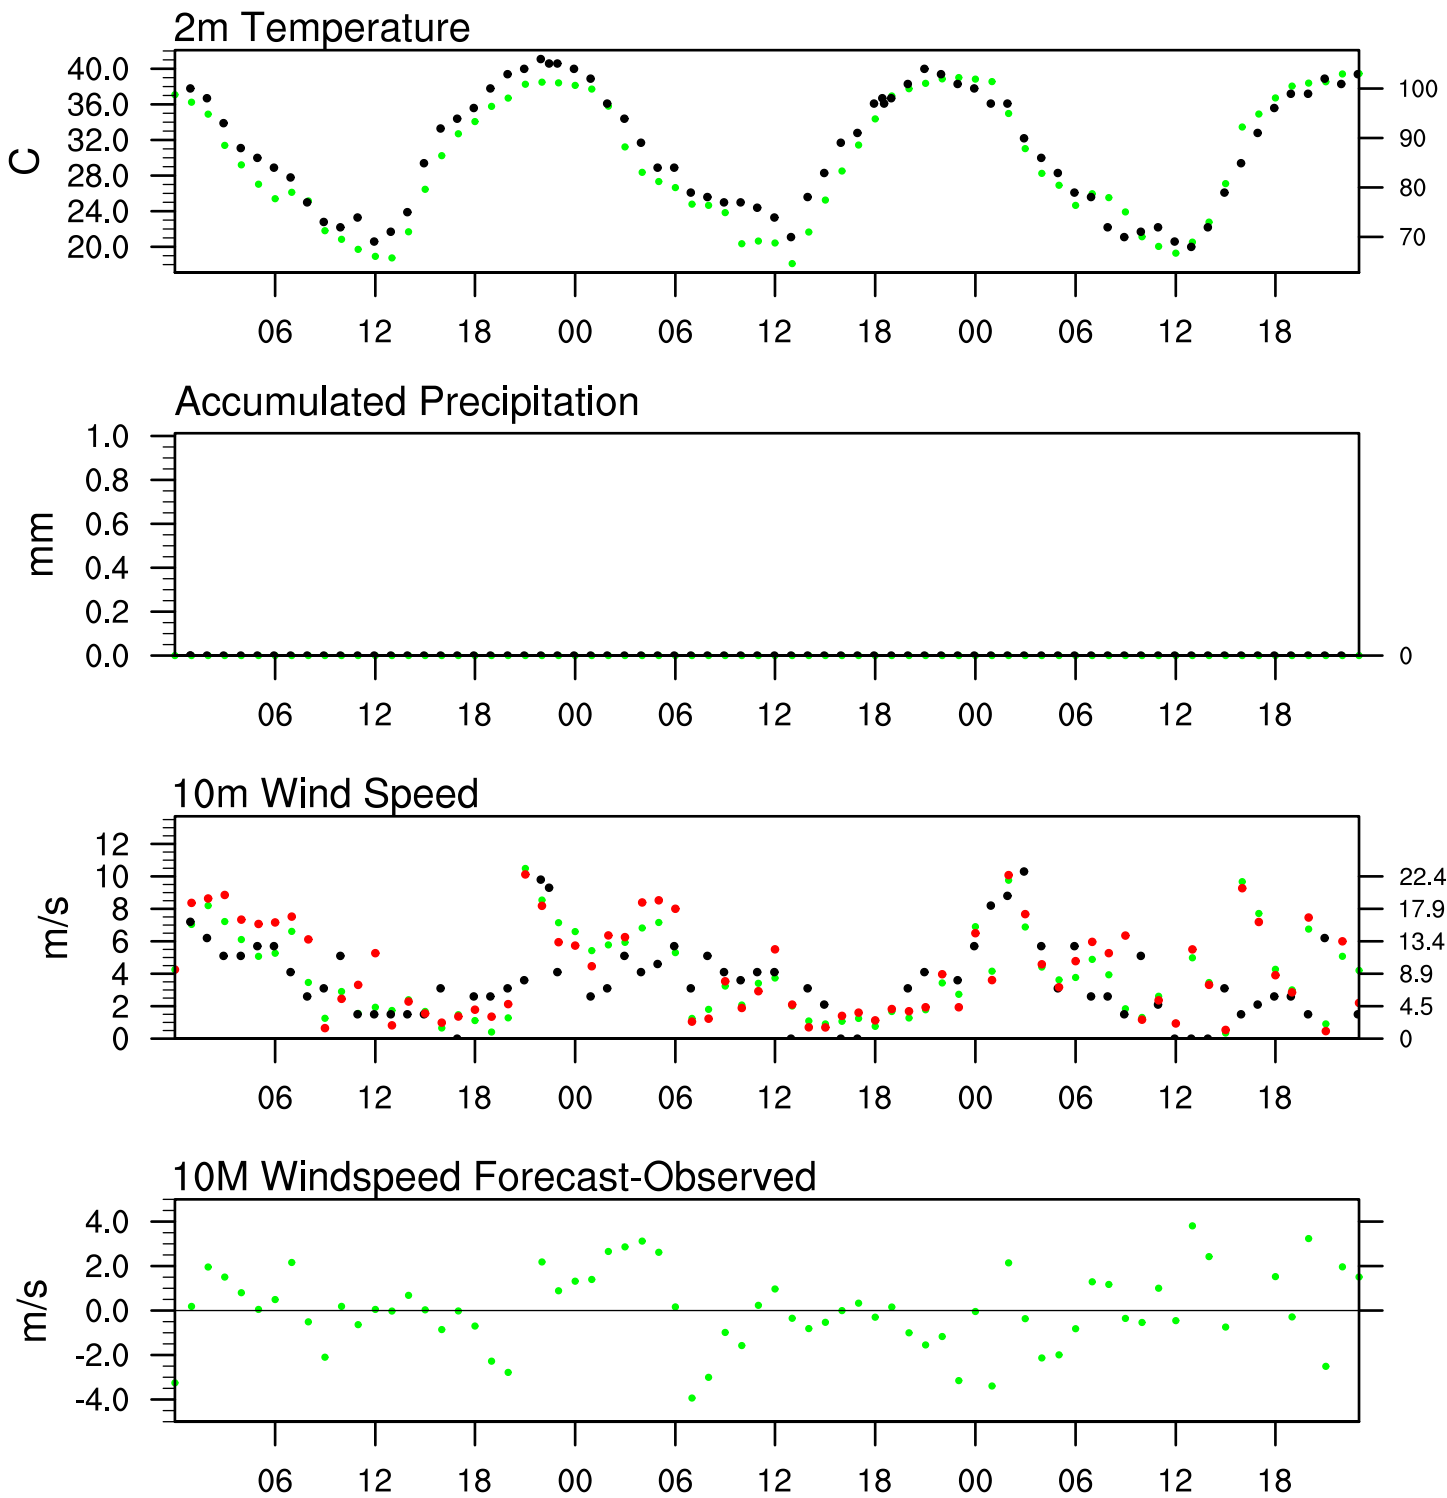 2m Temperature
C
40.0
36.0
32.0
28.0
24.0
20.0
100
90
80
70
06 12 18 00 06 12 18 00 06 12 18
Accumulated Precipitation
mm
1.0
0.8
0.6
0.4
0.2
0.0
0
06 12 18 00 06 12 18 00 06 12 18
10m Wind Speed
m/s
12
10
8
6
4
2
0
22.4
17.9
13.4
8.9
4.5
0
06 12 18 00 06 12 18 00 06 12 18
10M Windspeed Forecast-Observed
m/s
4.0
2.0
0.0
-2.0
-4.0
06 12 18 00 06 12 18 00 06 12 18